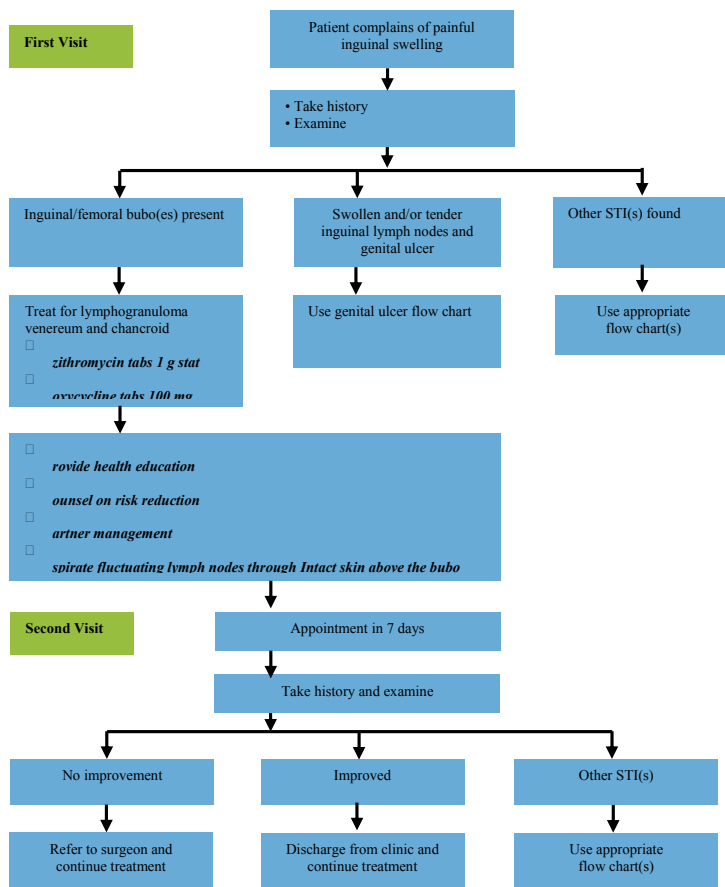 First Visit
Patient complains of painful
inguinal swelling
• Take history
• Examine
Inguinal/femoral bubo(es) present
Swollen and/or tender
inguinal lymph nodes and
genital ulcer
Other STI(s) found
Treat for lymphogranuloma
venereum and chancroid
zithromycin tabs 1 g stat
oxycycline tabs 100 mg
Use genital ulcer flow chart
Use appropriate
flow chart(s)
rovide health education
ounsel on risk reduction
artner management
spirate fluctuating lymph nodes through Intact skin above the bubo
Second Visit
Appointment in 7 days
Take history and examine
No improvement
Improved
Other STI(s)
Refer to surgeon and
continue treatment
Discharge from clinic and
continue treatment
Use appropriate
flow chart(s)